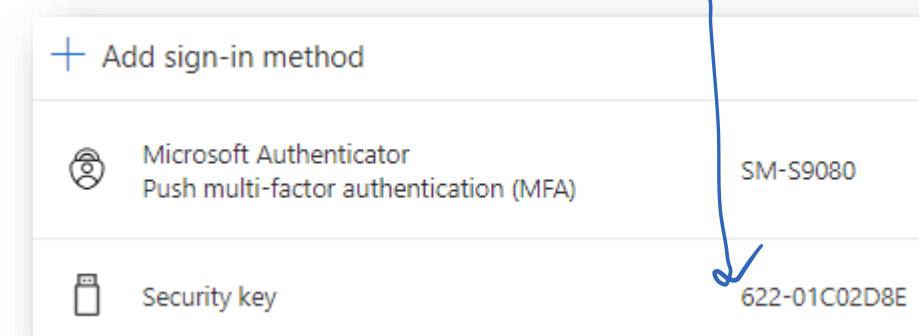 + Add sign-in method
Microsoft Authenticator
Push multi-factor authentication (MFA)
SM-S9080
Security key
622-01C02D8E